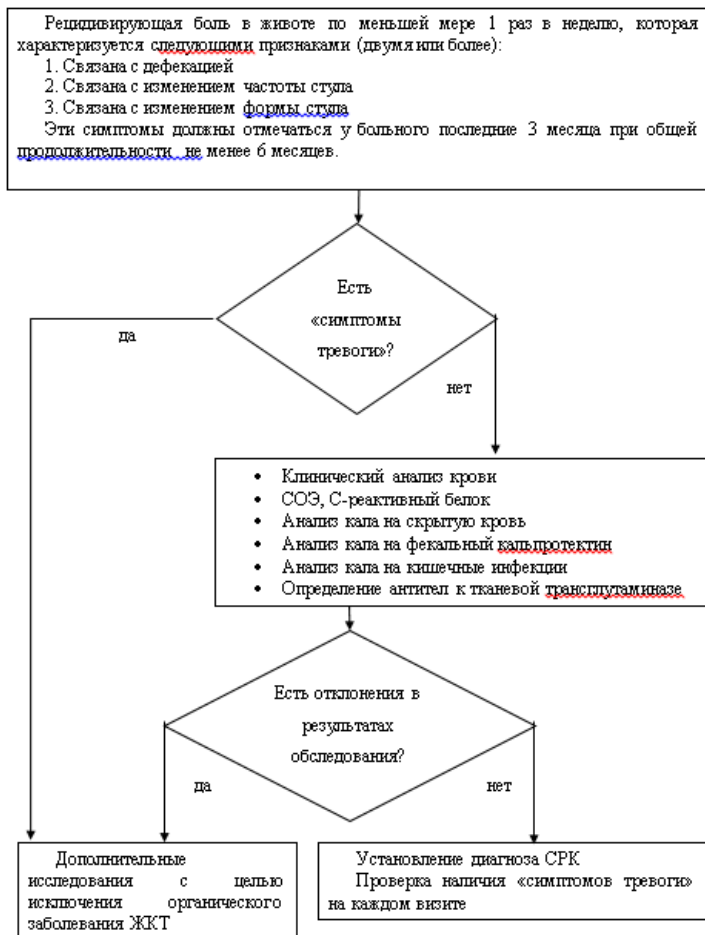 Рецидивирующая боль в животе по меньшей мере 1 раз в неделю, которая
характеризуется следующими признаками (двумя или более):
1. Связана с дефекацией
2. Связана с изменением частоты стула
3. Связана с изменением формы стула
Эти симптомы должны отмечаться у больного последние 3 месяца при общей
продолжительности не менее 6 месяцев.
Есть
«симптомы
тревоги»?
да
нет
• Клинический анализ крови
• СОЭ, С-реактивный белок
• Анализ кала на скрытую кровь
• Анализ кала на фекальный кальпротектин
• Анализ кала на кишечные инфекции
• Определение антител к тканевой трансглутаминазе
Есть отклонения в
результатах
обследования?
да
нет
Дополнительные
исследования с целью
исключения органического
заболевания ЖКТ
Установление диагноза СРК
Проверка наличия «симптомов тревоги»
на каждом визите